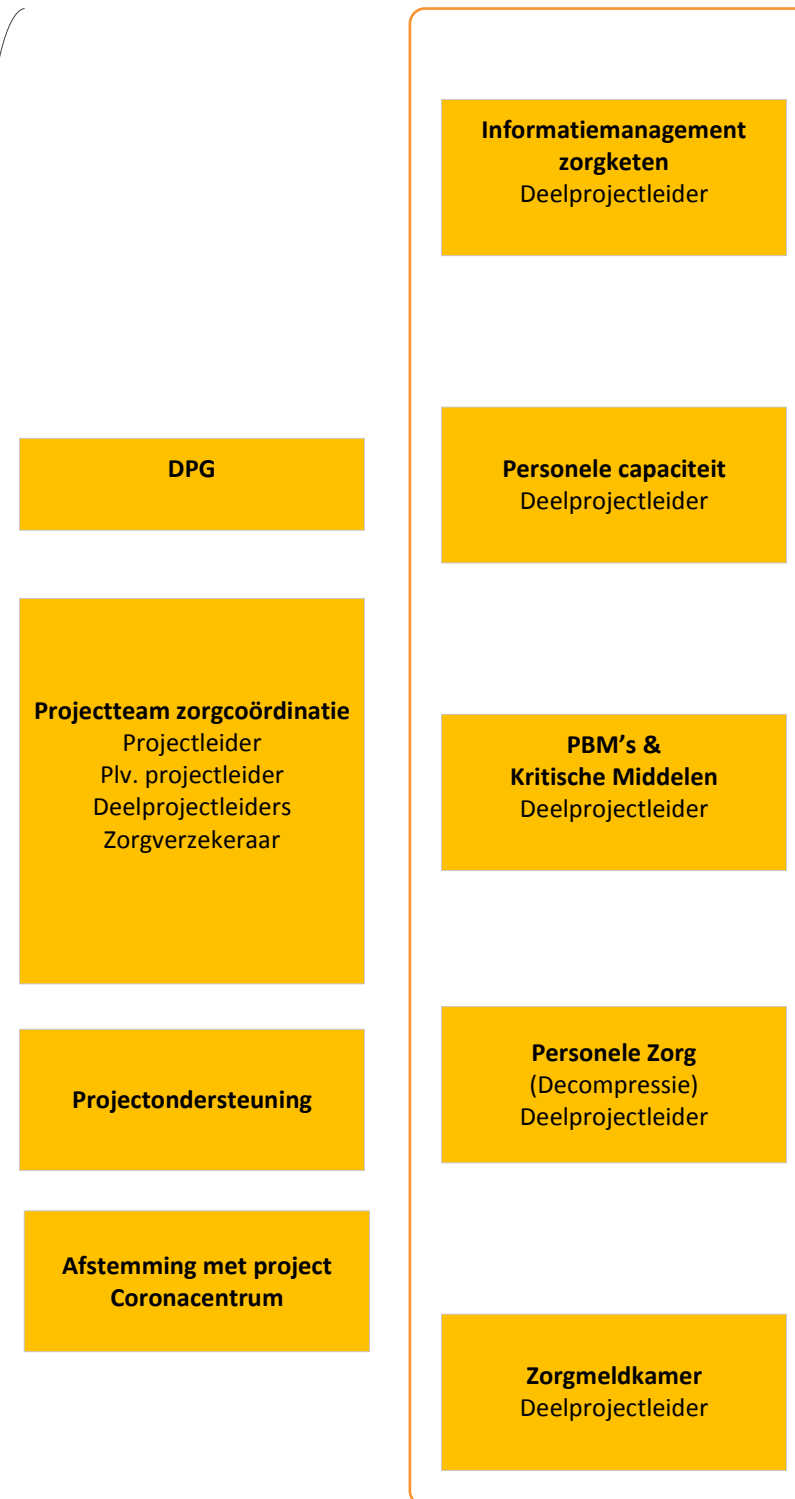 DPG
Projectteam zorgcoördinatie
Projectleider
Plv. projectleider
Deelprojectleiders
Zorgverzekeraar
Projectondersteuning
Afstemming met project
Coronacentrum
Informatiemanagement
zorgketen
Deelprojectleider
Personele capaciteit
Deelprojectleider
PBM's &
Kritische Middelen
Deelprojectleider
Personele Zorg
(Decompressie)
Deelprojectleider
Zorgmeldkamer
Deelprojectleider